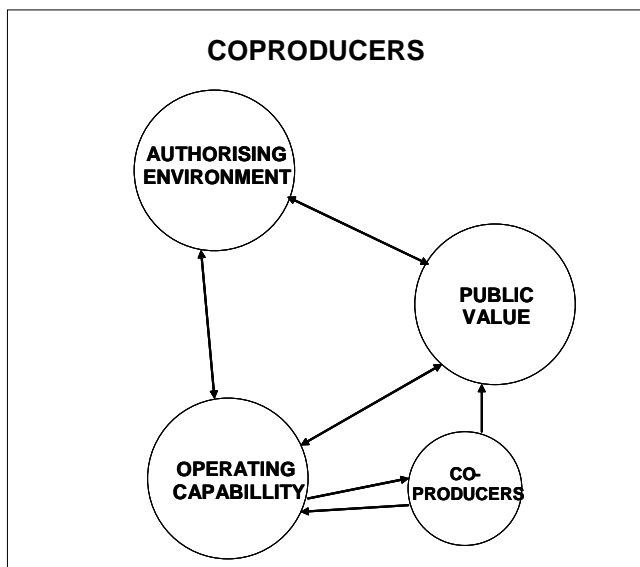 COPRODUCERS
AUTHORISING
ENVIRONMENT
PUBLIC
VALUE
OPERATING
CAPABILLITY
CO-
PRODUCERS